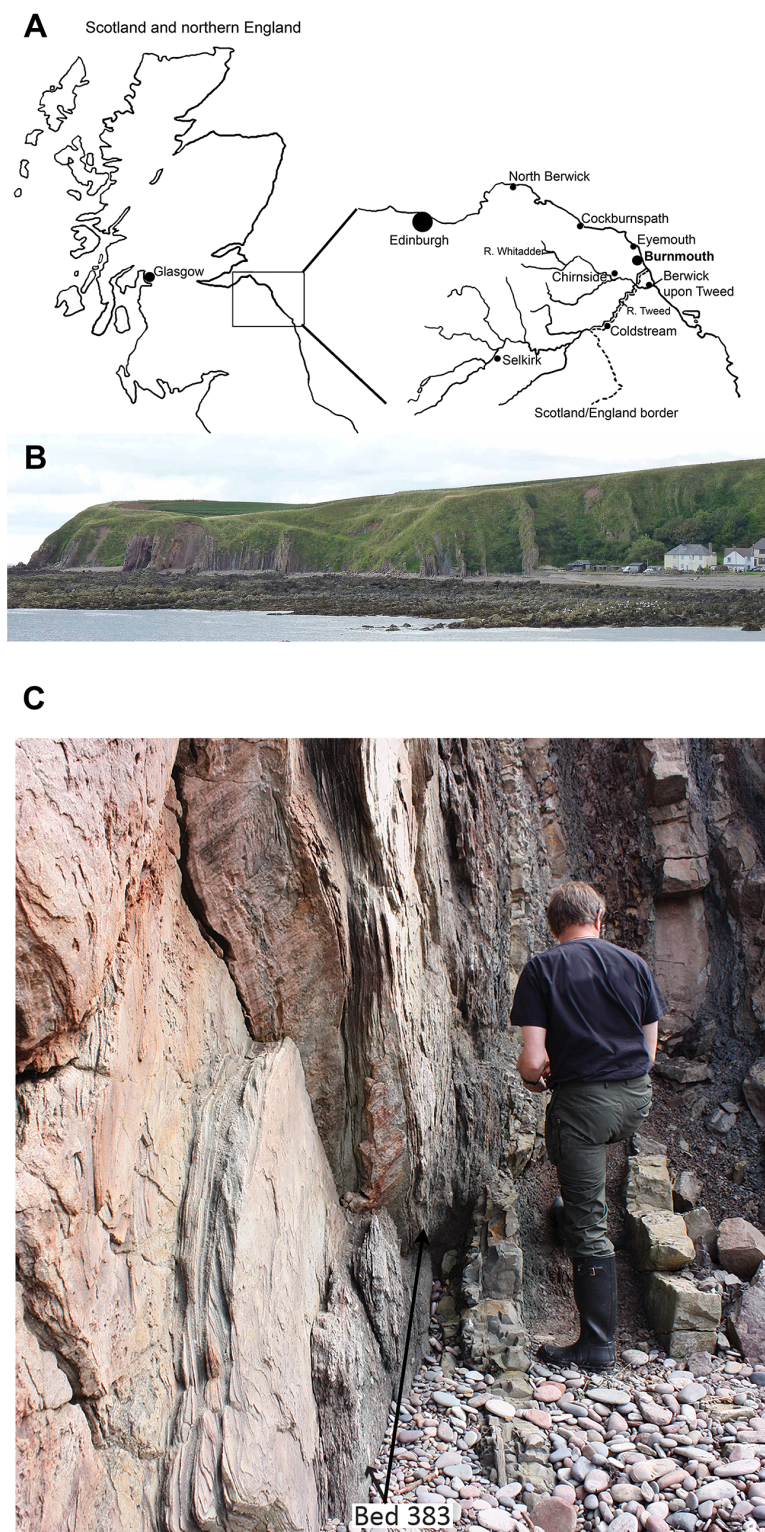 A
Scotland and northern England
North Berwick
Cockburnspath
Edinburgh
Eyemouth
R. Whitadder
Burnmouth
Glasgow
Chirnside
Berwick
upon Tweed
R. Tweed
Coldstream
Selkirk
Scotland/England border
B
C
Bed 383